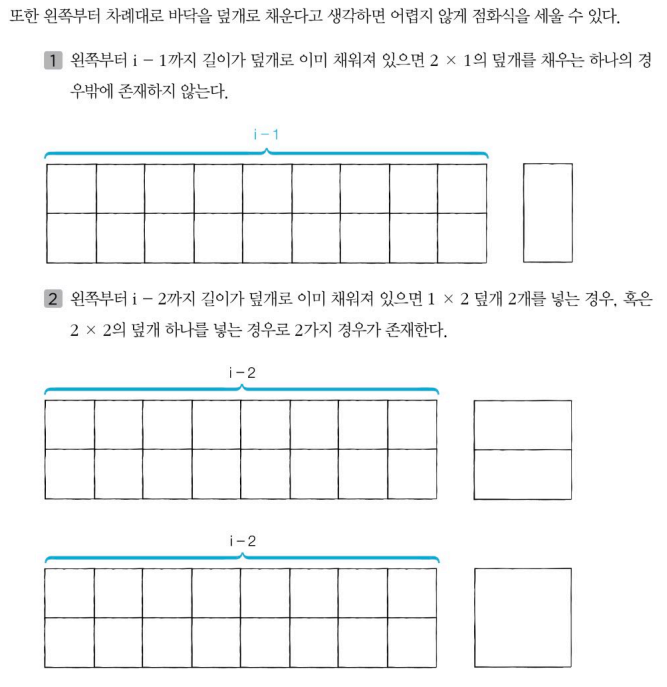 또한 왼쪽부터 차례대로 바닥을 덮개로 채운다고 생각하면 어렵지 않게 점화식을 세울 수 있다.
1 왼쪽부터 i – 1까지 길이가 덮개로 이미 채워져 있으면 2 × 1의 덮개를 채우는 하나의 경
우밖에 존재하지 않는다.
i – 1
2 왼쪽부터 i – 2까지 길이가 덮개로 이미 채워져 있으면 1 × 2 덮개 2개를 넣는 경우, 혹은
2 × 2의 덮개 하나를 넣는 경우로 2가지 경우가 존재한다.
i – 2
i – 2